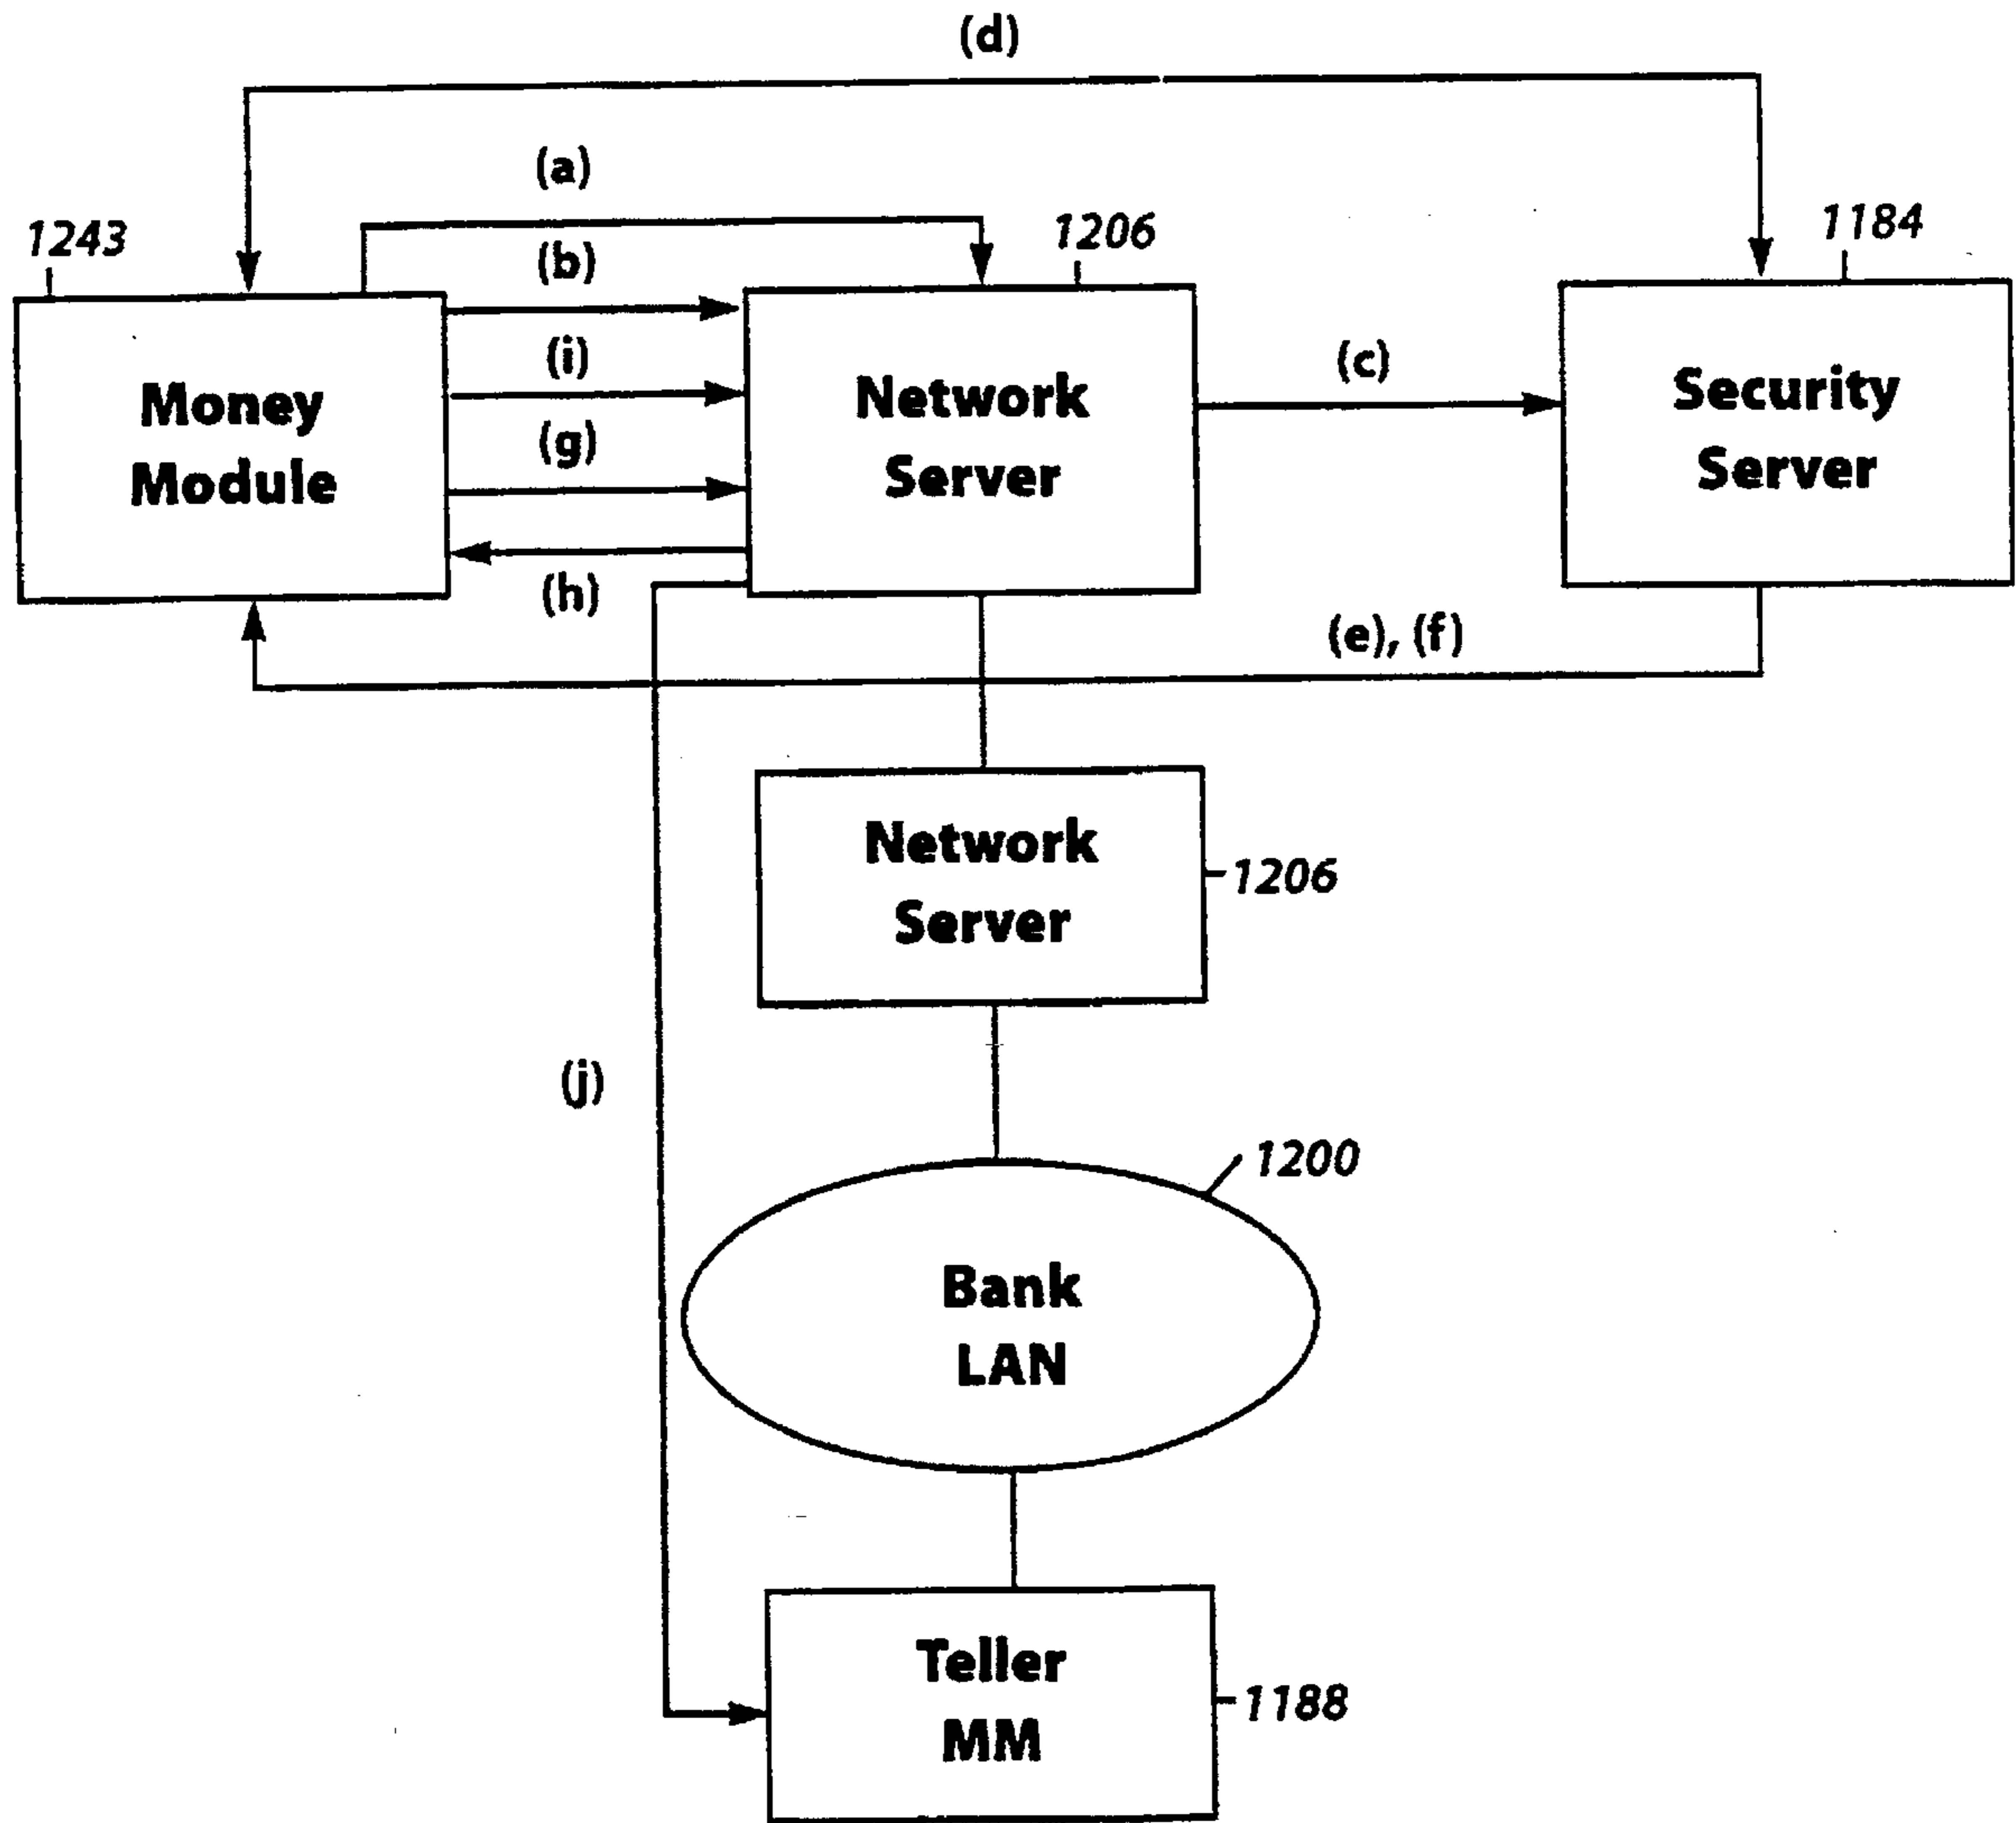 (d)
(a)
1243
(b)
1206
1184
(i)
(c)
Money
Module
Network
Server
Security
Server
(g)
(h)
(e), (f)
Network
Server
1206
(j)
1200
Bank
LAN
Teller
MM
1188